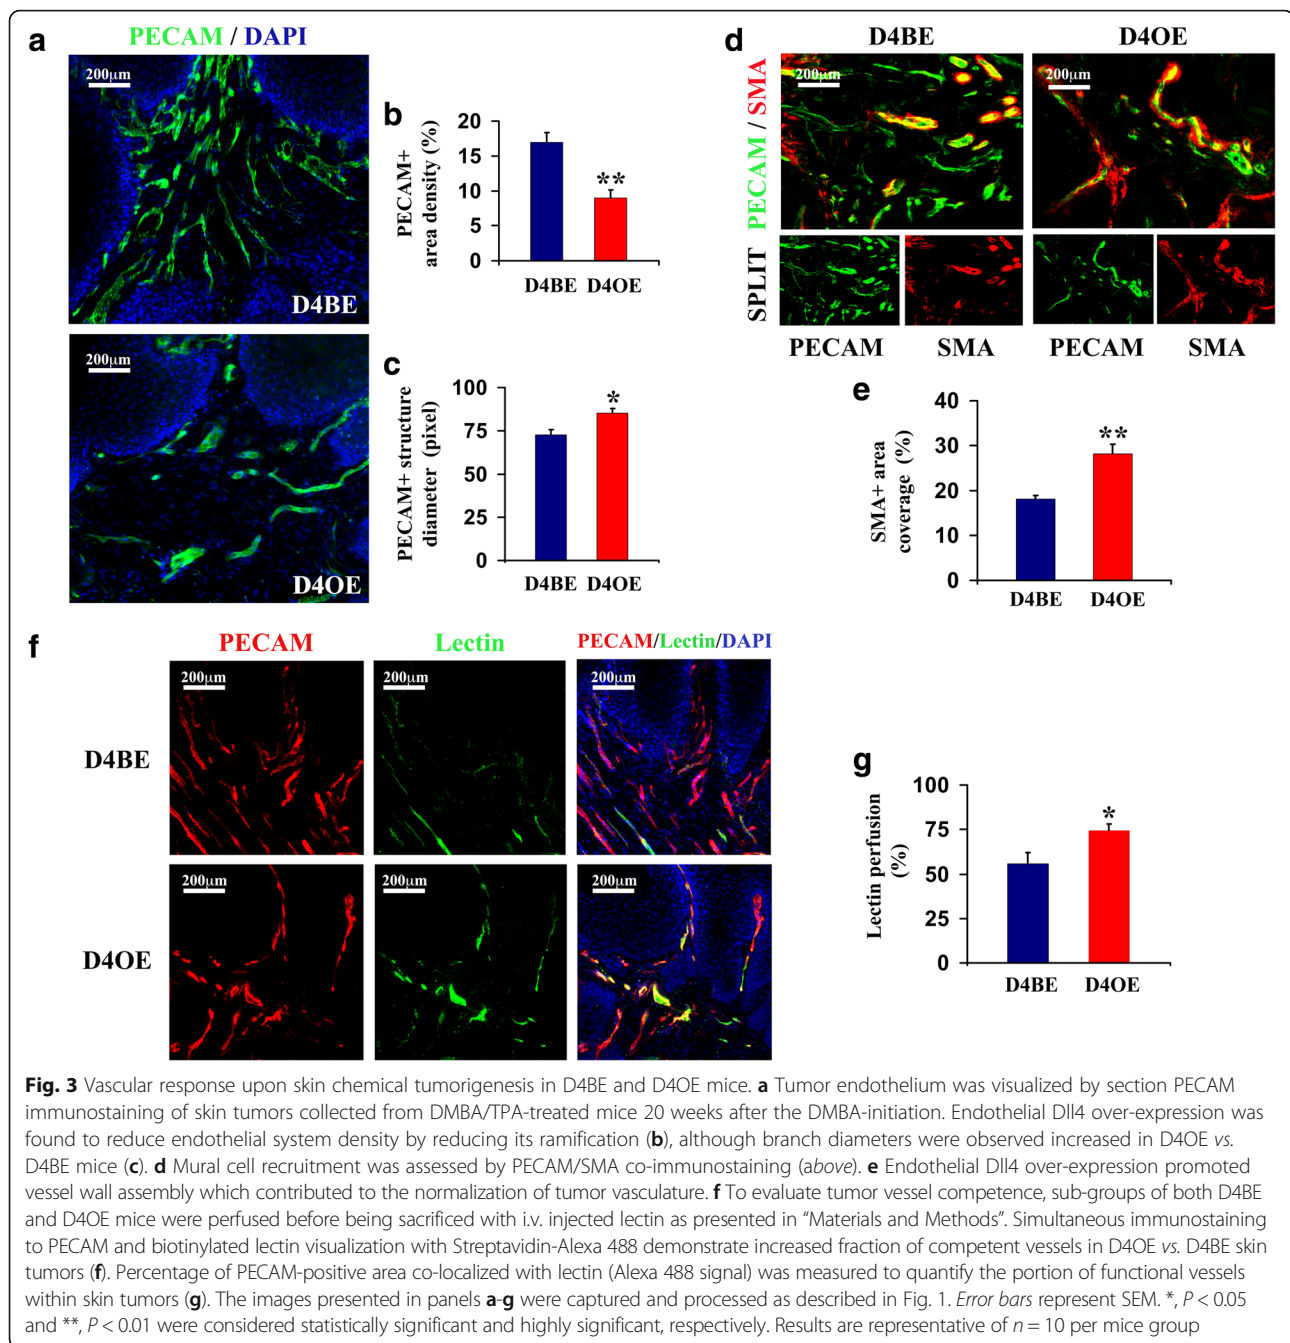 a
PECAM / DAPI
200μm
D4BE
200μm
D4OE
b
PECAM+
area density (%)
20
15
10
5
0
**
D4BE D4OE
c
PECAM+ structure
diameter (pixel)
100
75
50
25
0
*
D4BE D4OE
d
D4BE D4OE
PECAM / SMA
200μm
200μm
SPLIT
PECAM SMA PECAM SMA
e
SMA+ area
coverage (%)
40
30
20
10
0
**
D4BE D4OE
f
PECAM Lectin PECAM/Lectin/DAPI
D4BE
200μm 200μm 200μm
D4OE
200μm 200μm 200μm
g
Lectin perfusion
(%)
100
75
50
25
0
*
D4BE D4OE
Fig. 3 Vascular response upon skin chemical tumorigenesis in D4BE and D4OE mice. a Tumor endothelium was visualized by section PECAM
immunostaining of skin tumors collected from DMBA/TPA-treated mice 20 weeks after the DMBA-initiation. Endothelial Dll4 over-expression was
found to reduce endothelial system density by reducing its ramification (b), although branch diameters were observed increased in D4OE vs.
D4BE mice (c). d Mural cell recruitment was assessed by PECAM/SMA co-immunostaining (above). e Endothelial Dll4 over-expression promoted
vessel wall assembly which contributed to the normalization of tumor vasculature. f To evaluate tumor vessel competence, sub-groups of both D4BE
and D4OE mice were perfused before being sacrificed with i.v. injected lectin as presented in “Materials and Methods”. Simultaneous immunostaining
to PECAM and biotinylated lectin visualization with Streptavidin-Alexa 488 demonstrate increased fraction of competent vessels in D4OE vs. D4BE skin
tumors (f). Percentage of PECAM-positive area co-localized with lectin (Alexa 488 signal) was measured to quantify the portion of functional vessels
within skin tumors (g). The images presented in panels a-g were captured and processed as described in Fig. 1. Error bars represent SEM. *, P < 0.05
and **, P < 0.01 were considered statistically significant and highly significant, respectively. Results are representative of n = 10 per mice group